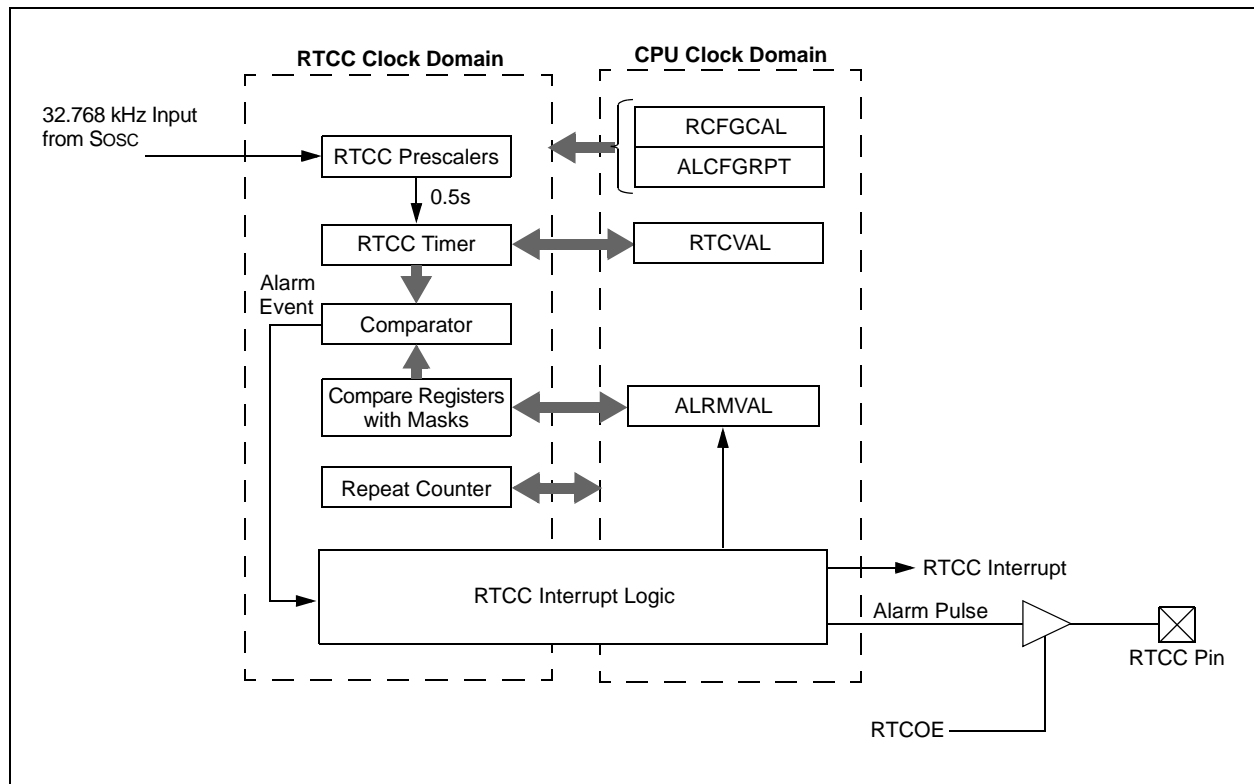 RTCC Clock Domain
CPU Clock Domain
32.768 kHz Input
from SOSC
RCFGCAL
RTCC Prescalers
ALCFGRPT
0.5s
RTCC Timer
RTCVAL
Alarm
Event
Comparator
Compare Registers
with Masks
ALRMVAL
Repeat Counter
RTCC Interrupt
RTCC Interrupt Logic
Alarm Pulse
RTCC Pin
RTCOE